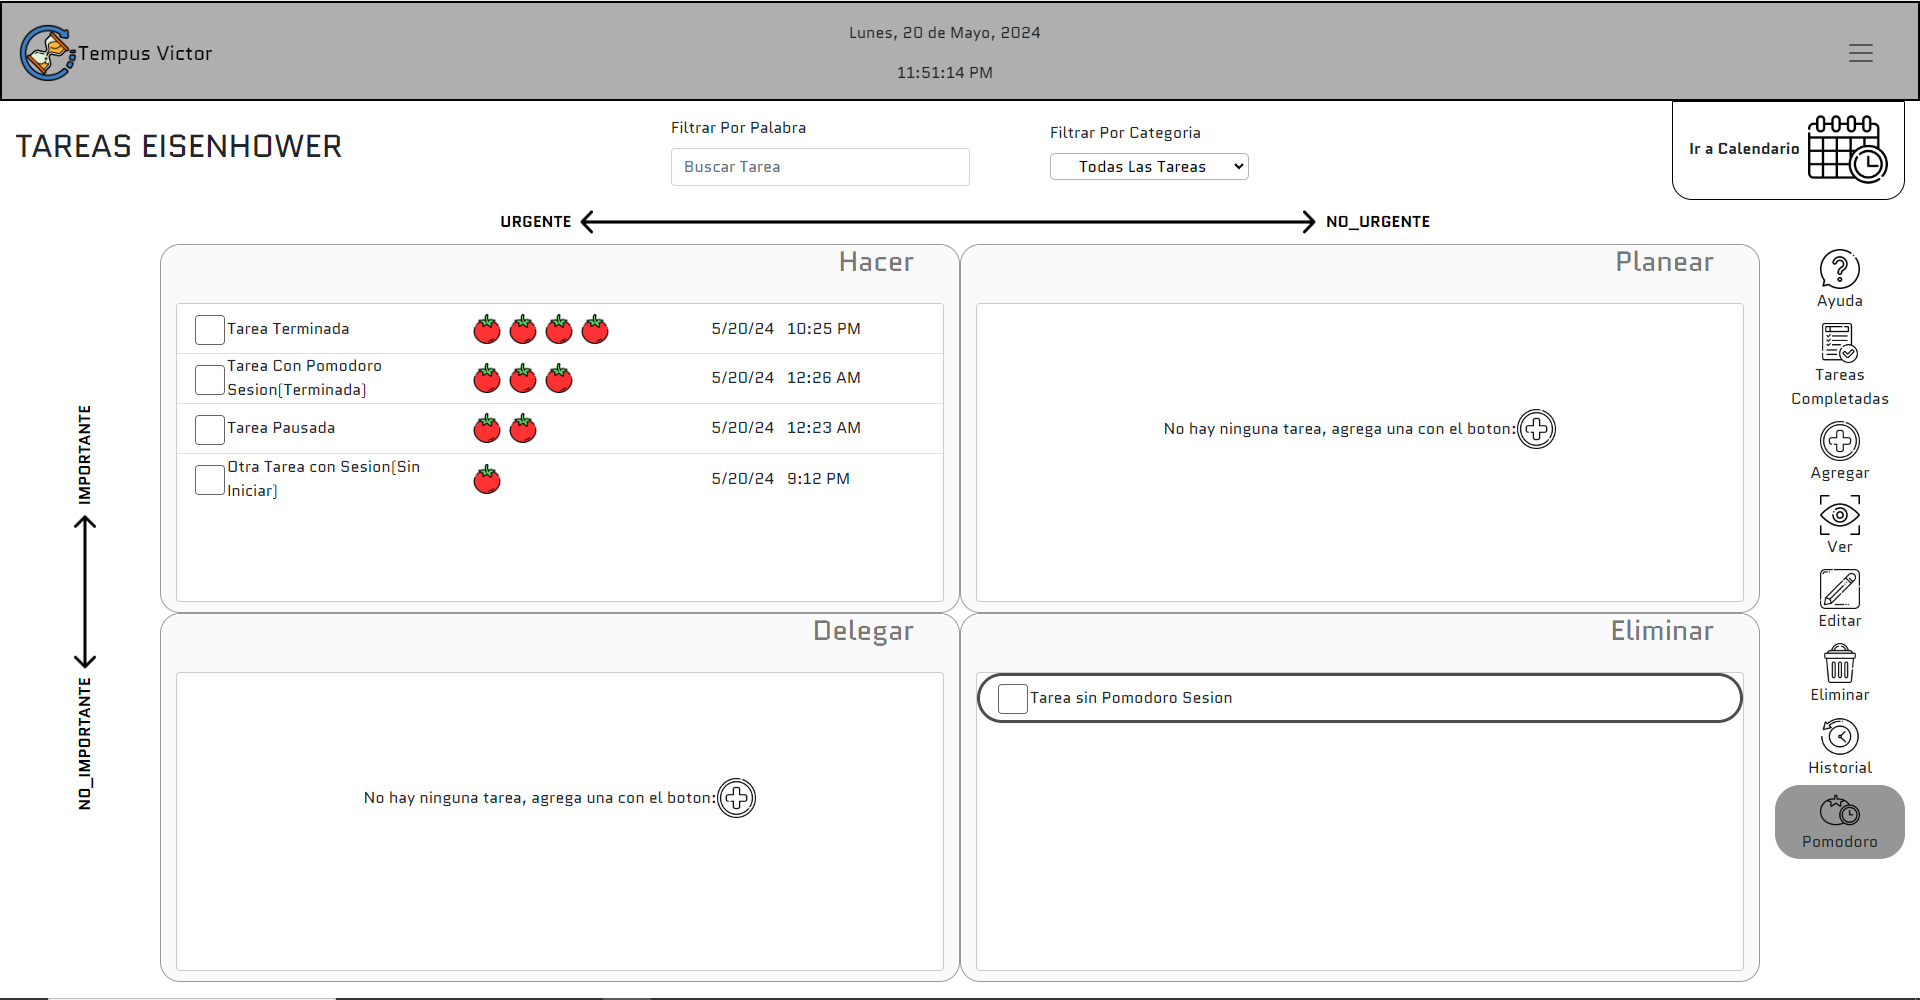 Tempus Victor
Lunes, 20 de Mayo, 2024
11:51:14 PM
TAREAS EISENHOWER
Filtrar Por Palabra
Buscar Tarea
Filtrar Por Categoria
Todas Las Tareas
Ir a Calendario
URGENTE
NO_URGENTE
IMPORTANTE
NO_IMPORTANTE
Hacer
Tarea Terminada 5/20/24 10:25 PM
Tarea Con Pomodoro
Sesion(Terminada) 5/20/24 12:26 AM
Tarea Pausada 5/20/24 12:23 AM
Otra Tarea con Sesion(Sin
Iniciar) 5/20/24 9:12 PM
Planear
No hay ninguna tarea, agrega una con el boton:
Delegar
No hay ninguna tarea, agrega una con el boton:
Eliminar
Tarea sin Pomodoro Sesion
Ayuda
Tareas
Completadas
Agregar
Ver
Editar
Eliminar
Historial
Pomodoro